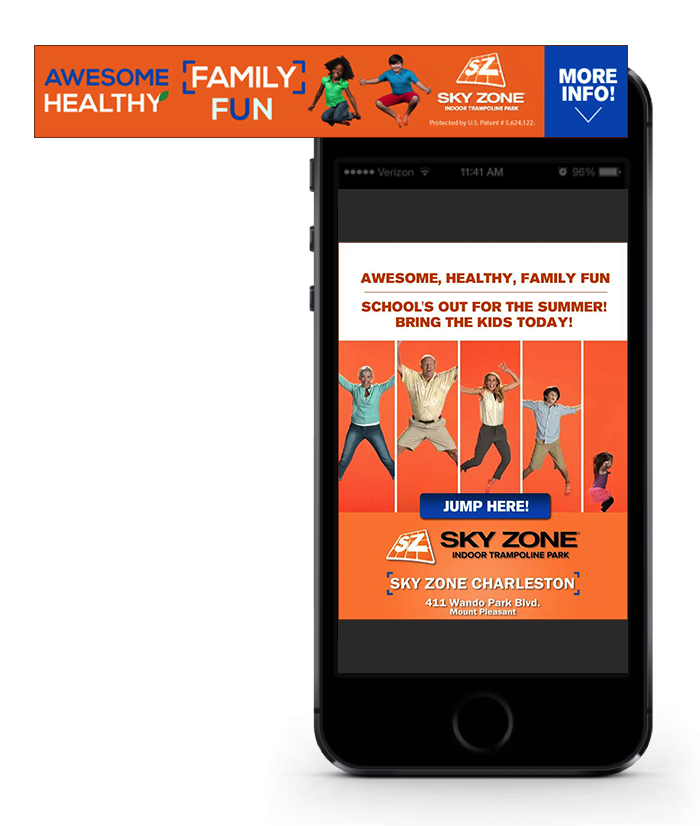 AWESOME
HEALTHY
FAMILY
FUN
SZ
SKY ZONE
INDOOR TRAMPOLINE PARK
Protected by U.S. Patent # 5,624,122.
MORE
INFO!
Verizon 11:41 AM 96%
AWESOME, HEALTHY, FAMILY FUN
SCHOOL'S OUT FOR THE SUMMER!
BRING THE KIDS TODAY!
JUMP HERE!
SZ
SKY ZONE
INDOOR TRAMPOLINE PARK
SKY ZONE CHARLESTON
411 Wando Park Blvd.
Mount Pleasant